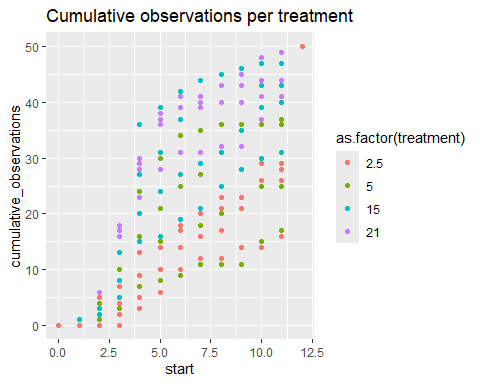 Cumulative observations per treatment
50
40
30
20
10
0
cumulative_observations
0.0 2.5 5.0 7.5 10.0 12.5
start
as.factor(treatment)
2.5
5
15
21